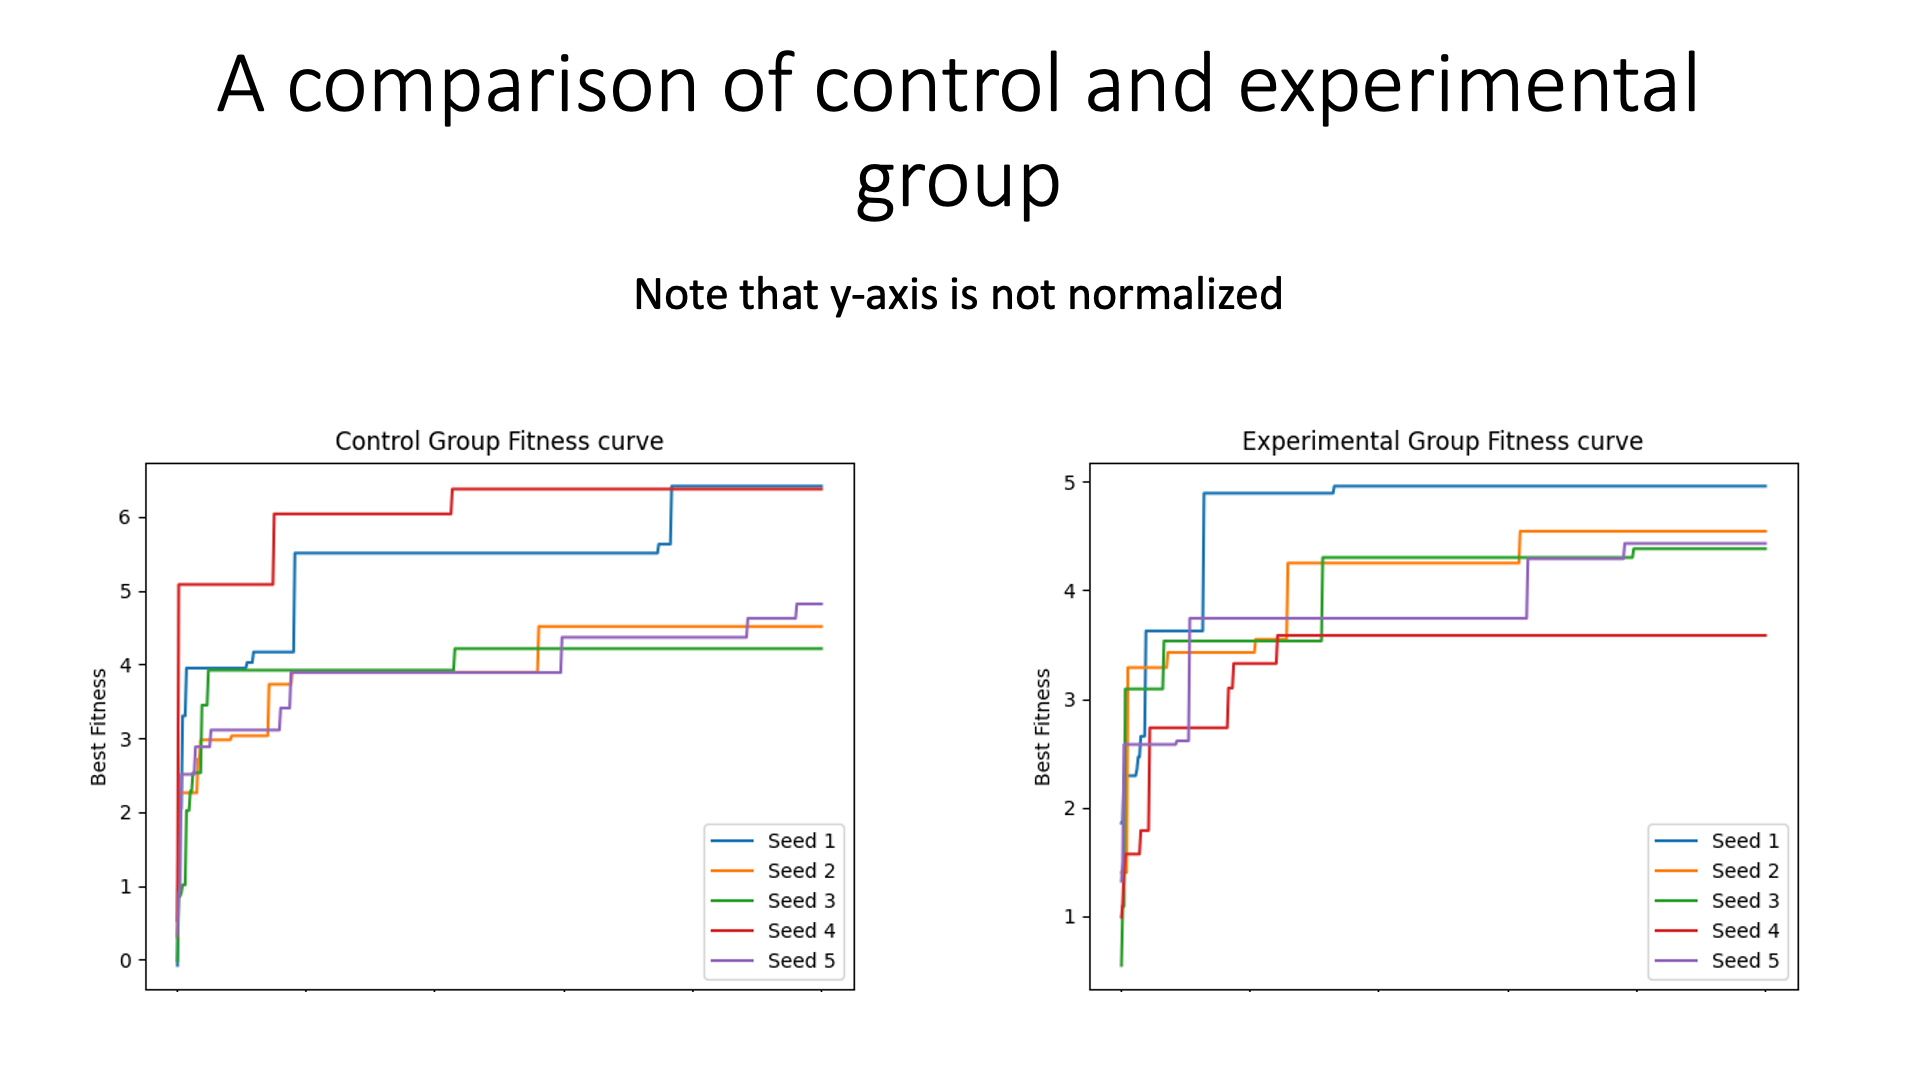 A comparison of control and experimental
group
Note that y-axis is not normalized
Control Group Fitness curve
Best Fitness
6
5
4
3
2
1
0
Seed 1
Seed 2
Seed 3
Seed 4
Seed 5
Experimental Group Fitness curve
Best Fitness
5
4
3
2
1
Seed 1
Seed 2
Seed 3
Seed 4
Seed 5